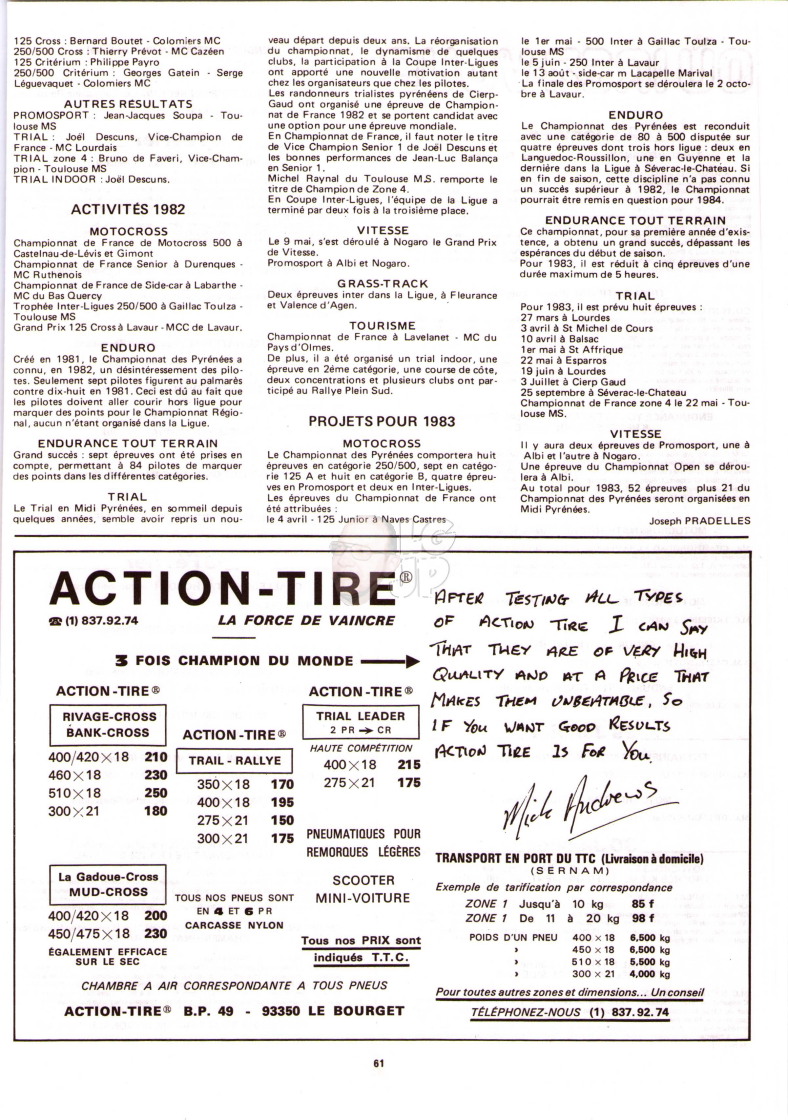 125 Cross : Bernard Boutet - Colomiers MC
250/500 Cross : Thierry Prévot - MC Cazéen
125 Critérium : Philippe Payro
250/500 Critérium : Georges Gatein - Serge
Léguevaquet - Colomiers MC
AUTRES RÉSULTATS
PROMOSPORT : Jean-Jacques Soupa - Tou-
louse MS
TRIAL : Joël Descuns, Vice-Champion de
France - MC Lourdais
TRIAL zone 4 : Bruno de Faveri, Vice-Cham-
pion - Toulouse MS
TRIAL INDOOR : Joël Descuns.
ACTIVITÉS 1982
MOTOCROSS
Championnat de France de Motocross 500 à
Castelnau-de-Lévis et Gimont
Championnat de France Senior à Durenques -
MC Ruthenois
Championnat de France de Side-car à Labarthe -
MC du Bas Quercy
Trophée Inter-Ligues 250/500 à Gaillac Toulza -
Toulouse MS
Grand Prix 125 Cross à Lavaur - MCC de Lavaur.
ENDURO
Créé en 1981, le Championnat des Pyrénées a
connu, en 1982, un désintéressement des pilo-
tes. Seulement sept pilotes figurent au palmarès
contre dix-huit en 1981. Ceci est dû au fait que
les pilotes doivent aller courir hors ligue pour
marquer des points pour le Championnat Régio-
nal, aucun n'étant organisé dans la Ligue.
ENDURANCE TOUT TERRAIN
Grand succés : sept épreuves ont été prises en
compte, permettant à 84 pilotes de marquer
des points dans les différentes catégories.
TRIAL
Le Trial en Midi Pyrénées, en sommeil depuis
quelques années, semble avoir repris un nou-
veau départ depuis deux ans. La réorganisation
du championnat, le dynamisme de quelques
clubs, la participation à la Coupe Inter-Ligues
ont apporté une nouvelle motivation autant
chez les organisateurs que chez les pilotes.
Les randonneurs trialistes pyrénéens de Cierp-
Gaud ont organisé une épreuve de Champion-
nat de France 1982 et se portent candidat avec
une option pour une épreuve mondiale.
En Championnat de France, il faut noter le titre
de Vice Champion Senior 1 de Joël Descuns et
les bonnes performances de Jean-Luc Balança
en Senior 1.
Michel Raynal du Toulouse M.S. remporte le
titre de Champion de Zone 4.
En Coupe Inter-Ligues, l'équipe de la Ligue a
terminé par deux fois à la troisième place.
VITESSE
Le 9 mai, s'est déroulé à Nogaro le Grand Prix
de Vitesse.
Promosport à Albi et Nogaro.
GRASS-TRACK
Deux épreuves inter dans la Ligue, à Fleurance
et Valence d'Agen.
TOURISME
Championnat de France à Lavelanet - MC du
Pays d'Olmes.
De plus, il a été organisé un trial indoor, une
épreuve en 2éme catégorie, une course de côte,
deux concentrations et plusieurs clubs ont par-
ticipé au Rallye Plein Sud.
PROJETS POUR 1983
MOTOCROSS
Le Championnat des Pyrénées comportera huit
épreuves en catégorie 250/500, sept en catégo-
rie 125 A et huit en catégorie B, quatre épreu-
ves en Promosport et deux en Inter-Ligues.
Les épreuves du Championnat de France ont
été attribuées :
le 4 avril - 125 Junior à Naves Castres
le 1er mai - 500 Inter à Gaillac Toulza - Tou-
louse MS
le 5 juin - 250 Inter à Lavaur
le 13 août - side-car m Lacapelle Marival
La finale des Promosport se déroulera le 2 octo-
bre à Lavaur.
ENDURO
Le Championnat des Pyrénées est reconduit
avec une catégorie de 80 à 500 disputée sur
quatre épreuves dont trois hors ligue : deux en
Languedoc-Roussillon, une en Guyenne et la
derniére dans la Ligue à Séverac-le-Chateau. Si
en fin de saison, cette discipline n'a pas connu
un succés supérieur à 1982, le Championnat
pourrait être remis en question pour 1984.
ENDURANCE TOUT TERRAIN
Ce championnat, pour sa première année d'exis-
tence, a obtenu un grand succés, dépassant les
espérances du début de saison.
Pour 1983, il est réduit à cinq épreuves d'une
durée maximum de 5 heures.
TRIAL
Pour 1983, il est prévu huit épreuves :
27 mars à Lourdes
3 avril à St Michel de Cours
10 avril à Balsac
1er mai à St Affrique
22 mai à Esparros
19 juin à Lourdes
3 Juillet à Cierp Gaud
25 septembre à Séverac-le-Chateau
Championnat de France zone 4 le 22 mai - Tou-
louse MS.
VITESSE
Il y aura deux épreuves de Promosport, une à
Albi et l'autre à Nogaro.
Une épreuve du Championnat Open se dérou-
lera à Albi.
Au total pour 1983, 52 épreuves plus 21 du
Championnat des Pyrénées seront organisées en
Midi Pyrénées.
Joseph PRADELLES
LG UP
ACTION-TIRE®
☎ (1) 837.92.74 LA FORCE DE VAINCRE
3 FOIS CHAMPION DU MONDE
ACTION-TIRE®
RIVAGE-CROSS
BANK-CROSS
400/420×18 210
460×18 230
510×18 250
300×21 180
La Gadoue-Cross
MUD-CROSS
400/420×18 200
450/475×18 230
ÉGALEMENT EFFICACE
SUR LE SEC
ACTION-TIRE®
TRAIL - RALLYE
350×18 170
400×18 195
275×21 150
300×21 175
TOUS NOS PNEUS SONT
EN 4 ET 6 PR
CARCASSE NYLON
ACTION-TIRE®
TRIAL LEADER
2 PR → CR
HAUTE COMPÉTITION
400×18 215
275×21 175
PNEUMATIQUES POUR
REMORQUES LÉGÈRES
SCOOTER
MINI-VOITURE
Tous nos PRIX sont
indiqués T.T.C.
CHAMBRE A AIR CORRESPONDANTE A TOUS PNEUS
ACTION-TIRE® B.P. 49 - 93350 LE BOURGET
AFTER TESTING ALL TYPES
OF ACTION TIRE I CAN SAY
THAT THEY ARE OF VERY HIGH
QUALITY AND AT A PRICE THAT
MAKES THEM UNBEATABLE, SO
IF YOU WANT GOOD RESULTS
ACTION TIRE IS FOR YOU.
Mick Andrews
TRANSPORT EN PORT DU TTC (Livraison à domicile)
(SERNAM)
Exemple de tarification par correspondance
ZONE 1 Jusqu'à 10 kg 85 f
ZONE 1 De 11 à 20 kg 98 f
POIDS D'UN PNEU 400 × 18 6,500 kg
» 450 × 18 6,500 kg
» 510 × 18 5,500 kg
» 300 × 21 4,000 kg
Pour toutes autres zones et dimensions... Un conseil
TÉLÉPHONEZ-NOUS (1) 837.92.74
61